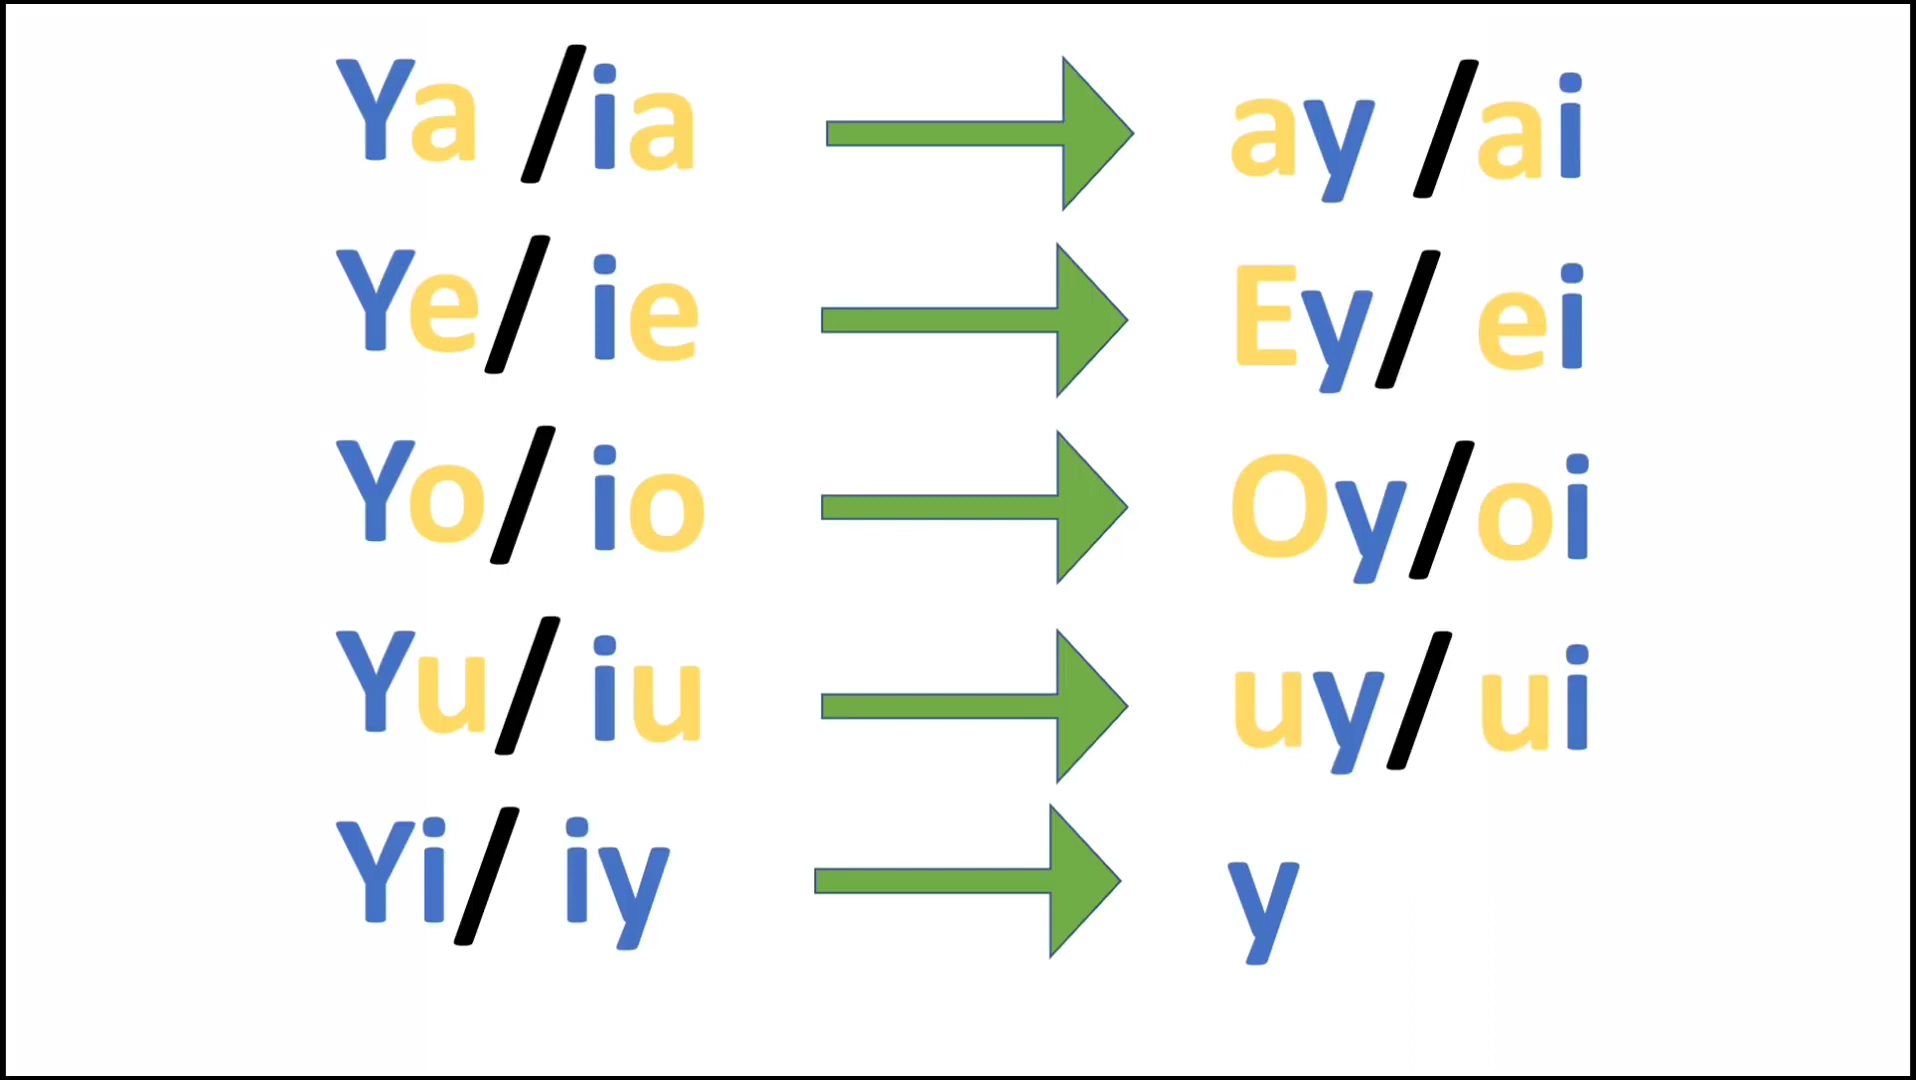 Ya /ia ay /ai
Ye/ ie Ey/ ei
Yo/ io Oy/oi
Yu/ iu uy/ ui
Yi/ iy y